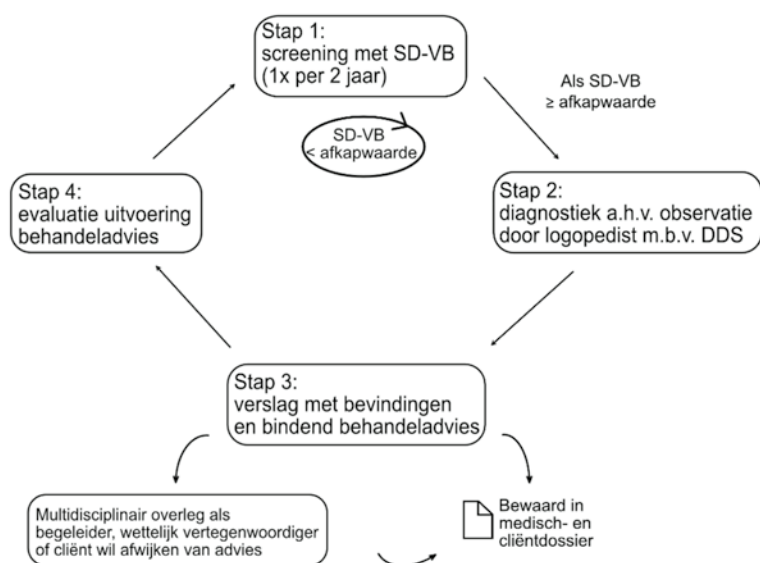 Stap 1:
screening met SD-VB
(1x per 2 jaar)
Als SD-VB
≥ afkapwaarde
SD-VB
< afkapwaarde
Stap 2:
diagnostiek a.h.v. observatie
door logopedist m.b.v. DDS
Stap 3:
verslag met bevindingen
en bindend behandeladvies
Stap 4:
evaluatie uitvoering
behandeladvies
Multidisciplinair overleg als
begeleider, wettelijk vertegenwoordiger
of cliënt wil afwijken van advies
Bewaard in
medisch- en
cliëntdossier